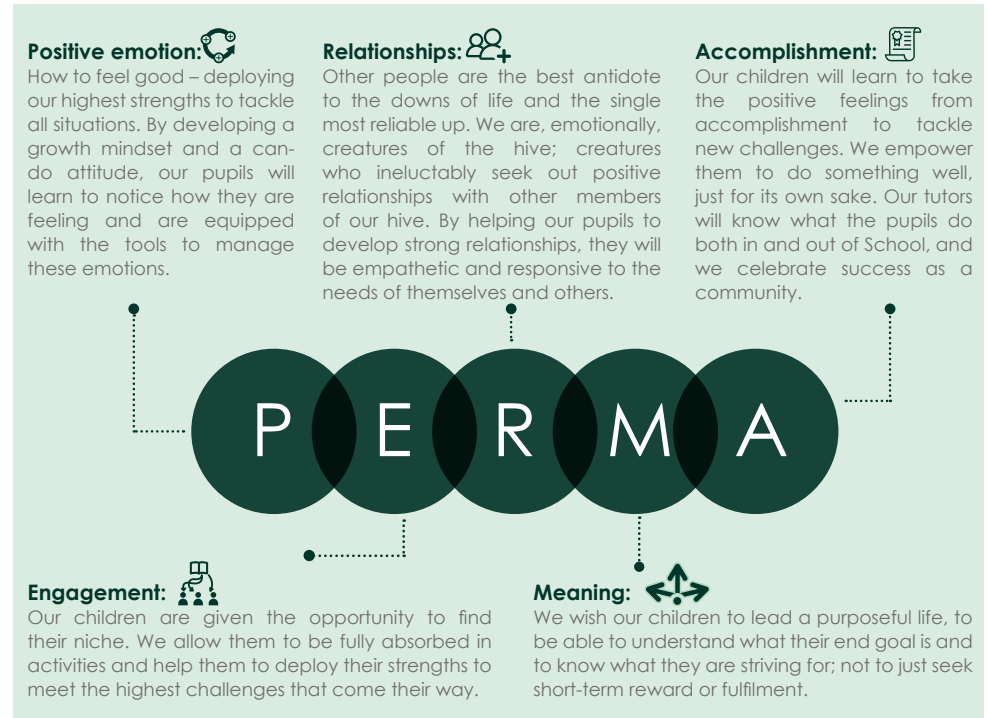 Positive emotion:
How to feel good – deploying
our highest strengths to tackle
all situations. By developing a
growth mindset and a can-
do attitude, our pupils will
learn to notice how they are
feeling and are equipped
with the tools to manage
these emotions.
Relationships:
Other people are the best antidote
to the downs of life and the single
most reliable up. We are, emotionally,
creatures of the hive; creatures
who ineluctably seek out positive
relationships with other members
of our hive. By helping our pupils to
develop strong relationships, they will
be empathetic and responsive to the
needs of themselves and others.
Accomplishment:
Our children will learn to take
the positive feelings from
accomplishment to tackle
new challenges. We empower
them to do something well,
just for its own sake. Our tutors
will know what the pupils do
both in and out of School, and
we celebrate success as a
community.
P E R M A
Engagement:
Our children are given the opportunity to find
their niche. We allow them to be fully absorbed in
activities and help them to deploy their strengths to
meet the highest challenges that come their way.
Meaning:
We wish our children to lead a purposeful life, to
be able to understand what their end goal is and
to know what they are striving for; not to just seek
short-term reward or fulfilment.